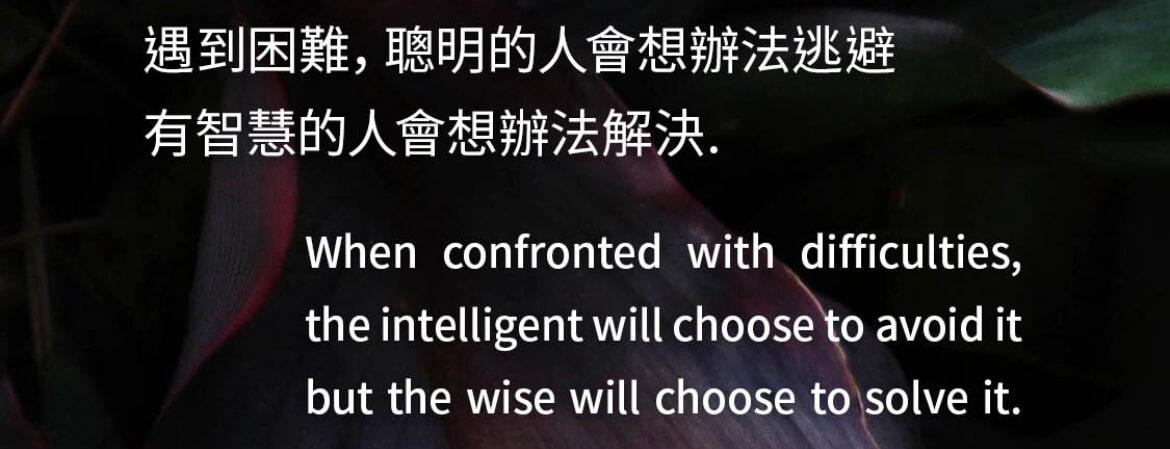 遇到困難，聰明的人會想辦法逃避
有智慧的人會想辦法解決.
When confronted with difficulties,
the intelligent will choose to avoid it
but the wise will choose to solve it.